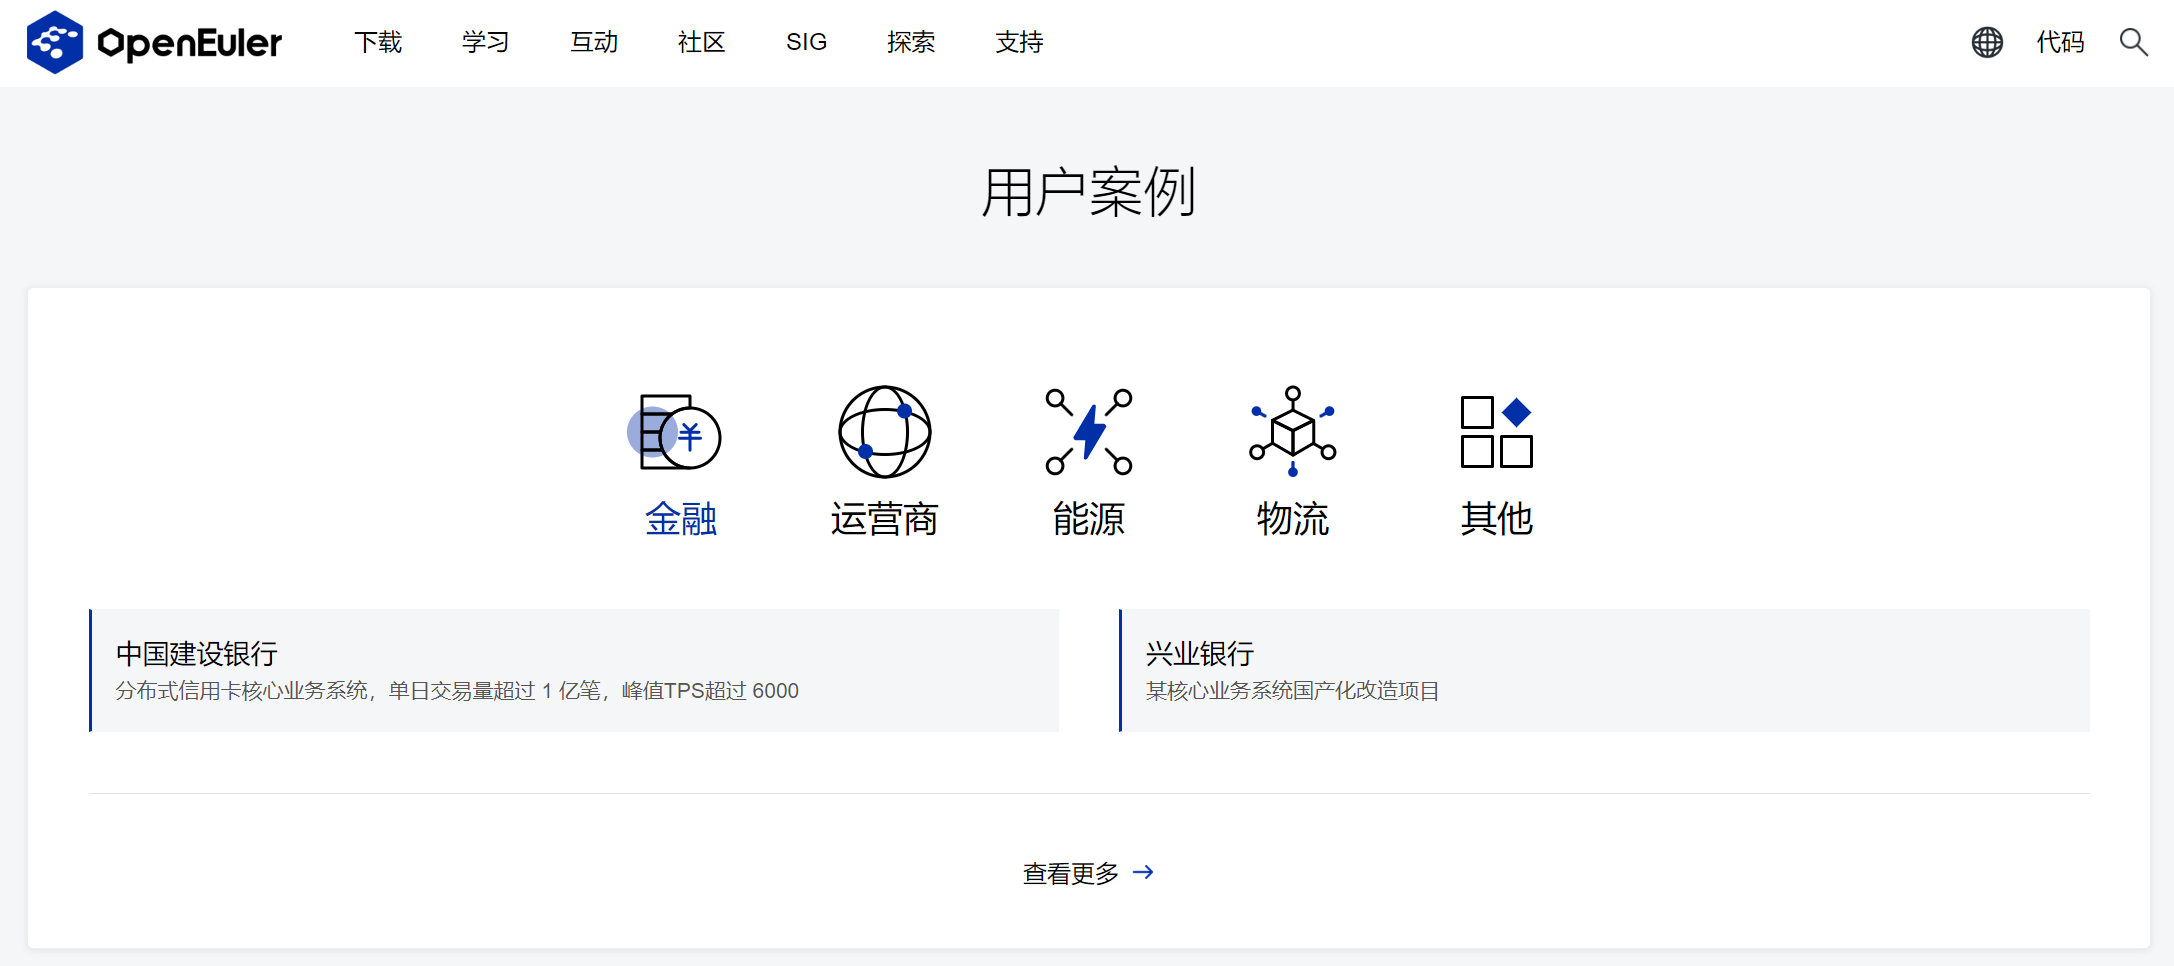 OpenEuler 下载 学习 互动 社区 SIG 探索 支持 代码
用户案例
¥
金融 运营商 能源 物流 其他
中国建设银行
分布式信用卡核心业务系统，单日交易量超过 1 亿笔，峰值TPS超过 6000
兴业银行
某核心业务系统国产化改造项目
查看更多 →